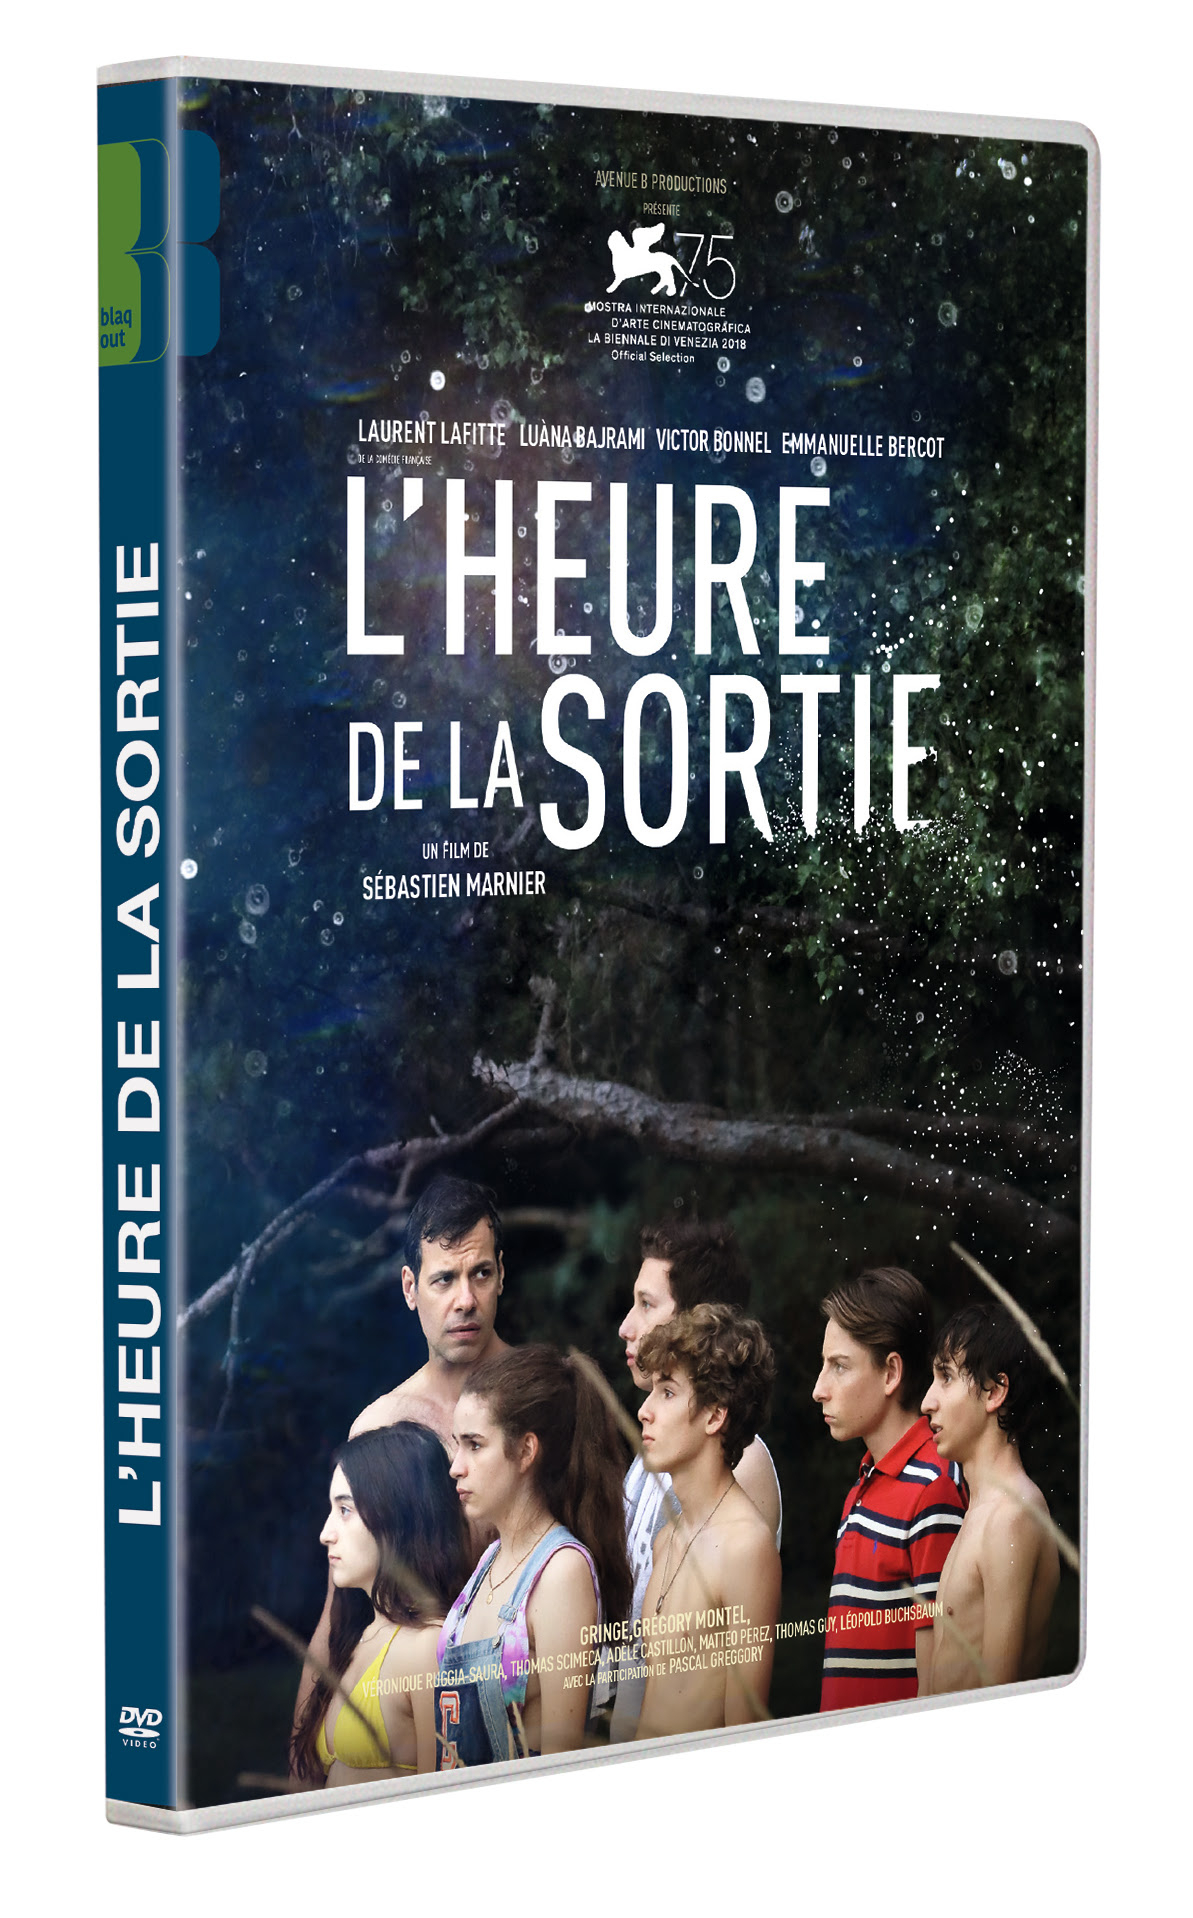 blaq
out
L'HEURE DE LA SORTIE
DVD
VIDEO
AVENUE B PRODUCTIONS
PRÉSENTE
75
MOSTRA INTERNAZIONALE
D'ARTE CINEMATOGRAFICA
LA BIENNALE DI VENEZIA 2018
Official Selection
LAURENT LAFITTE LUÀNA BAJRAMI VICTOR BONNEL EMMANUELLE BERCOT
DE LA COMÉDIE FRANÇAISE
L'HEURE
DE LA SORTIE
UN FILM DE
SÉBASTIEN MARNIER
GRINGE, GRÉGORY MONTEL,
VÉRONIQUE RUGGIA-SAURA, THOMAS SCIMECA, ADÈLE CASTILLON, MATTEO PEREZ, THOMAS GUY, LÉOPOLD BUCHSBAUM
AVEC LA PARTICIPATION DE PASCAL GREGGORY
C